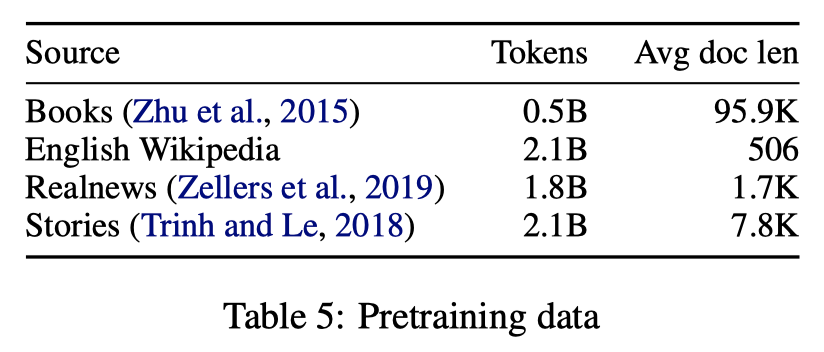 Source Tokens Avg doc len
Books (Zhu et al., 2015) 0.5B 95.9K
English Wikipedia 2.1B 506
Realnews (Zellers et al., 2019) 1.8B 1.7K
Stories (Trinh and Le, 2018) 2.1B 7.8K
Table 5: Pretraining data